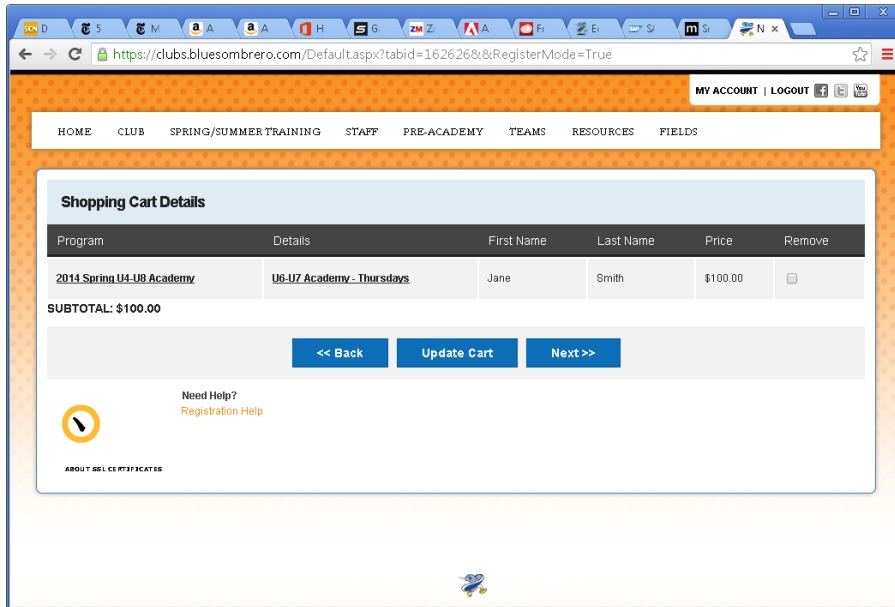 D
5
M
A
A
H
G
Z
A
Fr
E
S
S
N
https://clubs.bluesombrero.com/Default.aspx?tabid=162626&&RegisterMode=True
MY ACCOUNT | LOGOUT
HOME CLUB SPRING/SUMMER TRAINING STAFF PRE-ACADEMY TEAMS RESOURCES FIELDS
Shopping Cart Details
Program Details First Name Last Name Price Remove
2014 Spring U4-U8 Academy U6-U7 Academy - Thursdays Jane Smith $100.00
SUBTOTAL: $100.00
<< Back Update Cart Next >>
Need Help?
Registration Help
ABOUT SSL CERTIFICATES